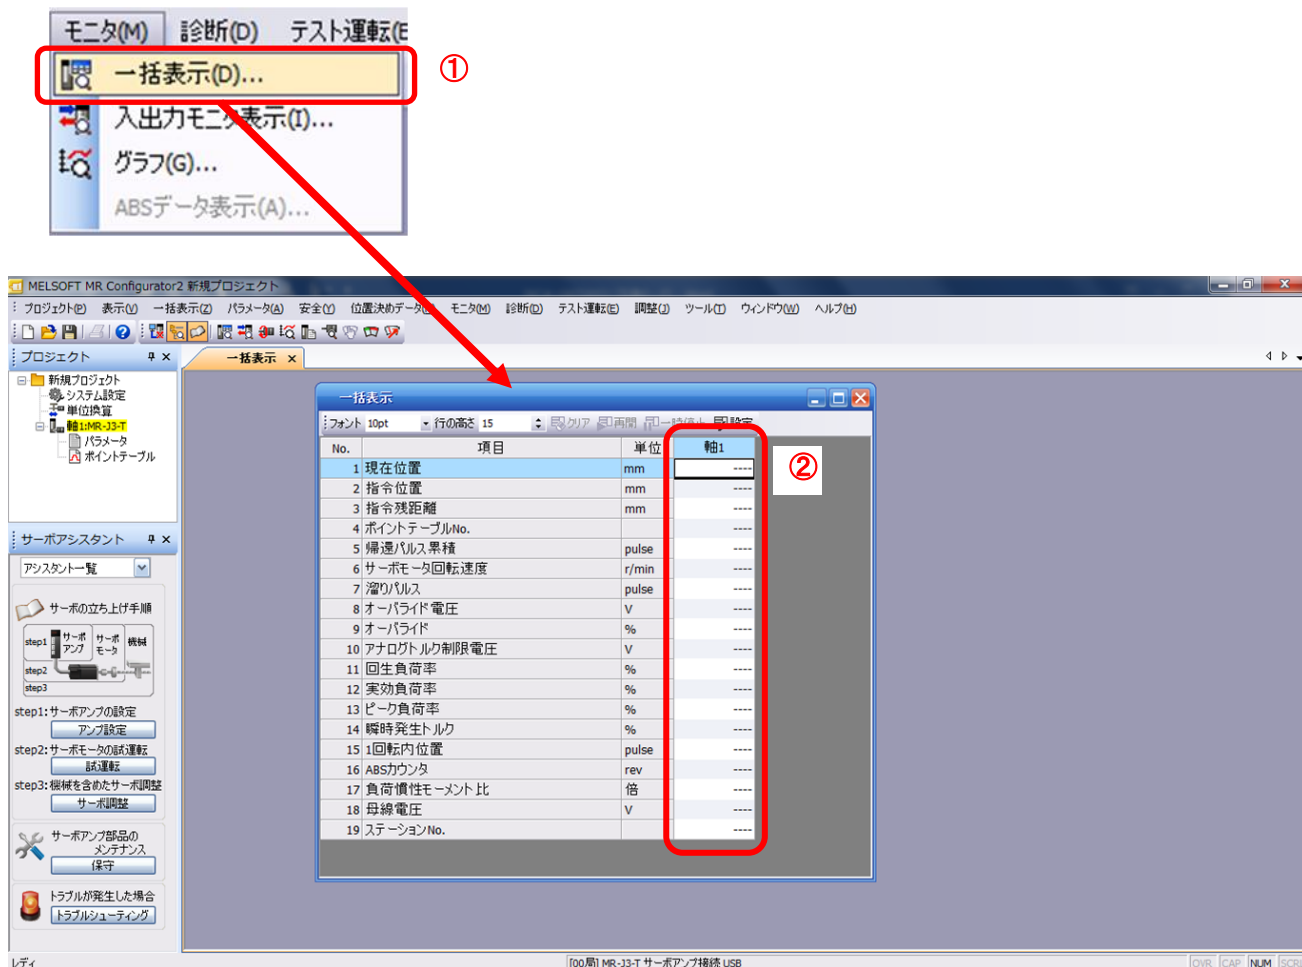 モニタ(M) 診断(D) テスト運転(E
一括表示(D)...
①
入出力モニタ表示(I)...
グラフ(G)...
ABSデータ表示(A)...
MELSOFT MR Configurator2 新規プロジェクト
プロジェクト(P) 表示(V) 一括表示(Z) パラメータ(A) 安全(Y) 位置決めデータ モニタ(M) 診断(D) テスト運転(E) 調整(J) ツール(T) ウィンドウ(W) ヘルプ(H)
プロジェクト
新規プロジェクト
システム設定
単位換算
軸1:MR-J3-T
パラメータ
ポイントテーブル
サーボアシスタント
アシスタント一覧
サーボの立ち上げ手順
step1 サーボアンプ サーボモータ 機械
step2
step3
step1:サーボアンプの設定
アンプ設定
step2:サーボモータの試運転
試運転
step3:機械を含めたサーボ調整
サーボ調整
サーボアンプ部品の
メンテナンス
保守
トラブルが発生した場合
トラブルシューティング
一括表示
一括表示
フォント 10pt 行の高さ 15 クリア 再開 一時停止 設定
No. 項目 単位 軸1
②
1 現在位置 mm ----
2 指令位置 mm ----
3 指令残距離 mm ----
4 ポイントテーブルNo. ----
5 帰還パルス累積 pulse ----
6 サーボモータ回転速度 r/min ----
7 溜りパルス pulse ----
8 オーバライド電圧 V ----
9 オーバライド % ----
10 アナログトルク制限電圧 V ----
11 回生負荷率 % ----
12 実効負荷率 % ----
13 ピーク負荷率 % ----
14 瞬時発生トルク % ----
15 1回転内位置 pulse ----
16 ABSカウンタ rev ----
17 負荷慣性モーメント比 倍 ----
18 母線電圧 V ----
19 ステーションNo. ----
レディ [00局] MR-J3-T サーボアンプ接続 USB OVR CAP NUM SCRL